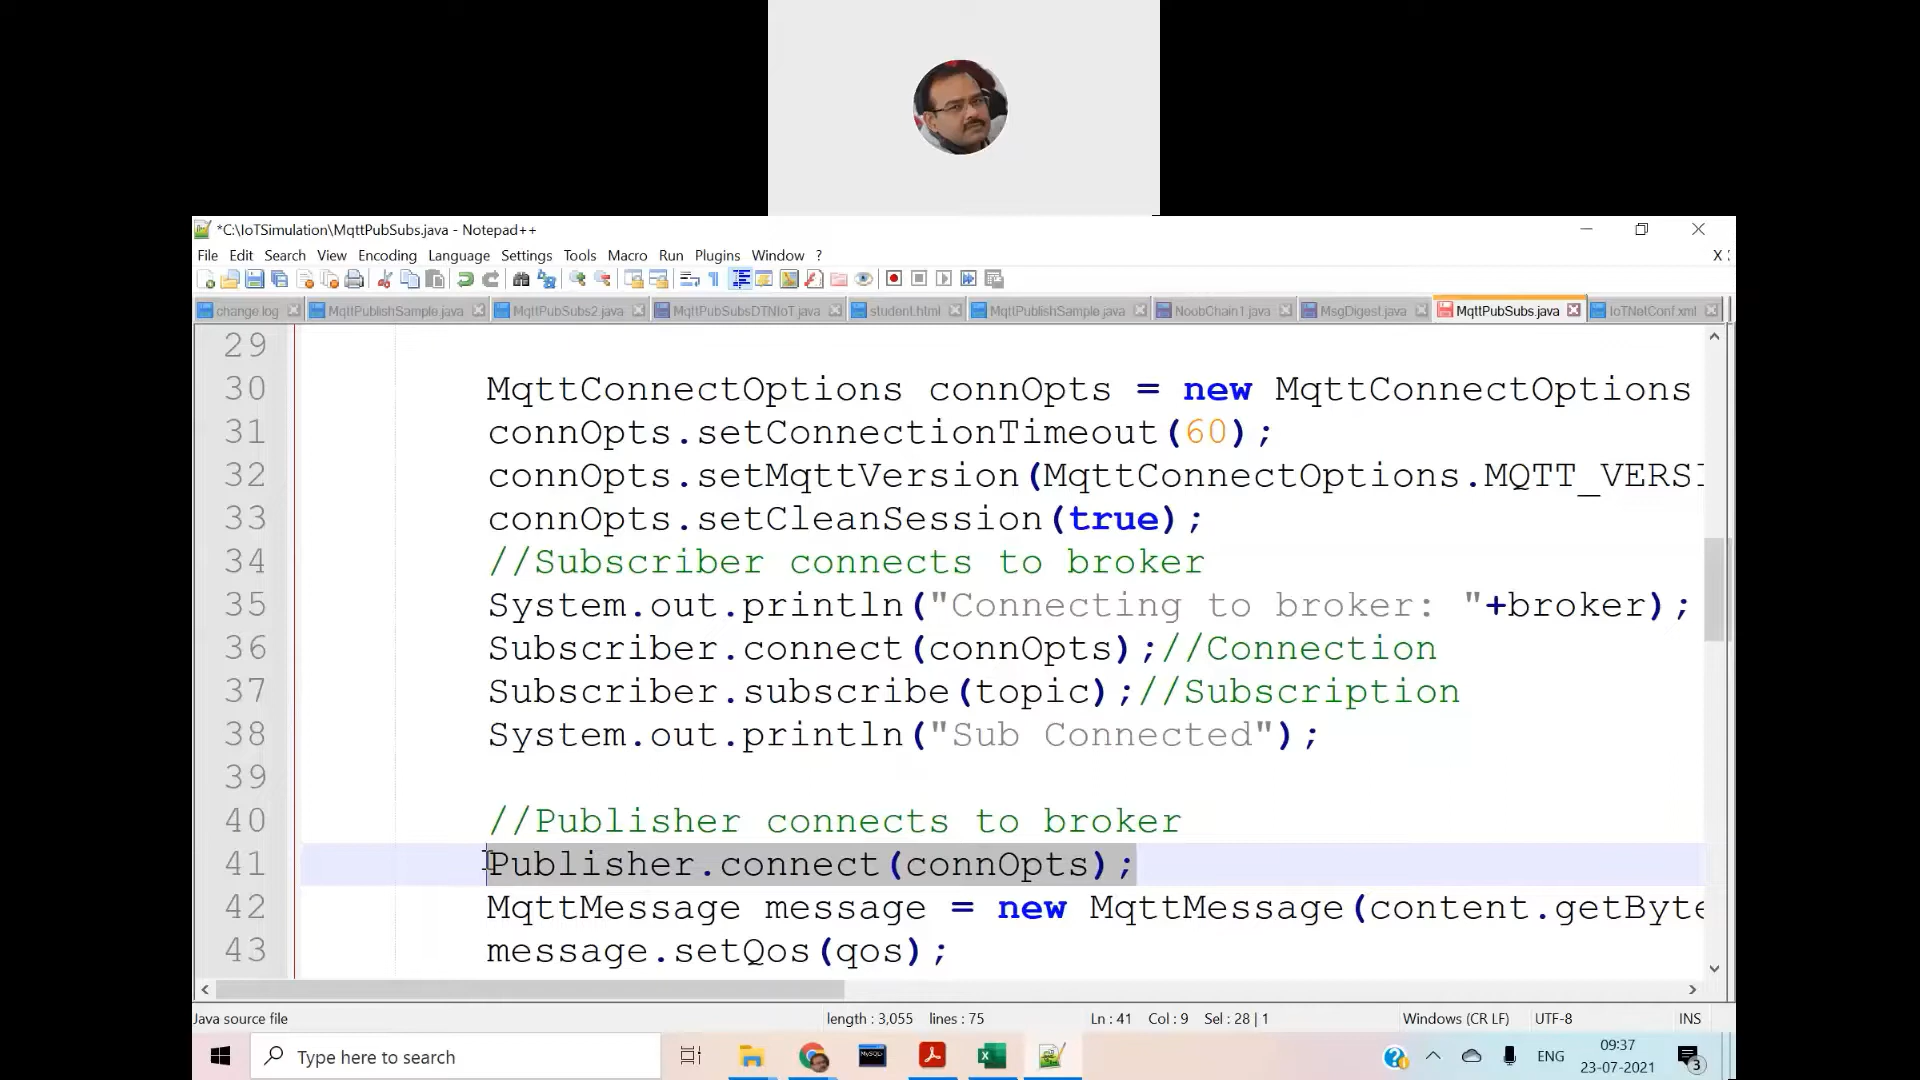 *C:\IoTSimulation\MqttPubSubs.java - Notepad++
File Edit Search View Encoding Language Settings Tools Macro Run Plugins Window ? X
change log MqttPublishSample.java MqttPubSubs2.java MqttPubSubsDTNIoT.java student.html MqttPublishSample.java NoobChain1.java MsgDigest.java MqttPubSubs.java IoTNetConf.xml
29
30 MqttConnectOptions connOpts = new MqttConnectOptions
31 connOpts.setConnectionTimeout(60);
32 connOpts.setMqttVersion(MqttConnectOptions.MQTT_VERSI
33 connOpts.setCleanSession(true);
34 //Subscriber connects to broker
35 System.out.println("Connecting to broker: "+broker);
36 Subscriber.connect(connOpts);//Connection
37 Subscriber.subscribe(topic);//Subscription
38 System.out.println("Sub Connected");
39
40 //Publisher connects to broker
41 Publisher.connect(connOpts);
42 MqttMessage message = new MqttMessage(content.getByte
43 message.setQos(qos);
Java source file length : 3,055 lines : 75 Ln : 41 Col : 9 Sel : 28 | 1 Windows (CR LF) UTF-8 INS
Type here to search MySQL ENG 09:37
23-07-2021 3